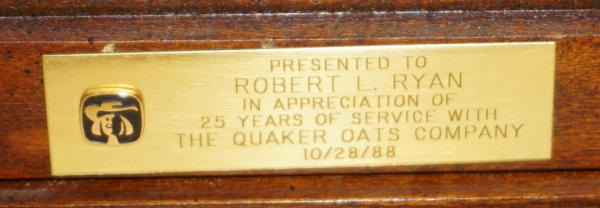 PRESENTED TO
ROBERT L. RYAN
IN APPRECIATION OF
25 YEARS OF SERVICE WITH
THE QUAKER OATS COMPANY
10/28/88